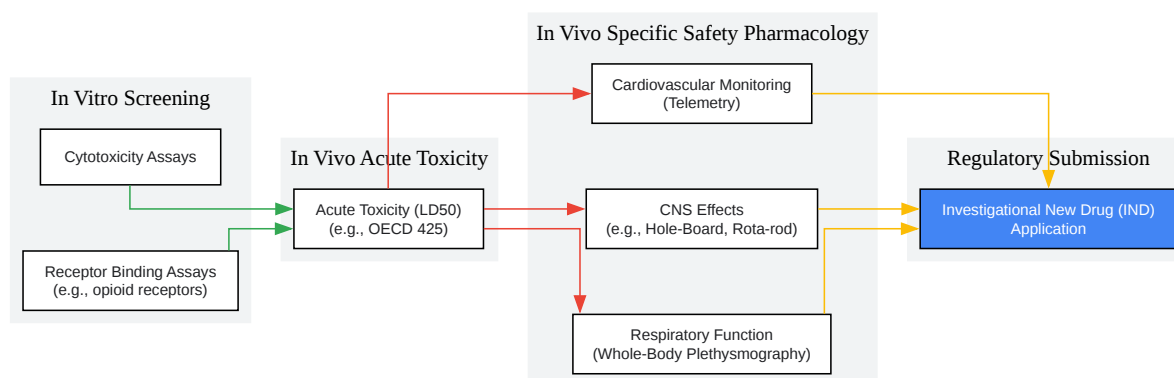 In Vitro Screening
Cytotoxicity Assays
Receptor Binding Assays
(e.g., opioid receptors)
In Vivo Acute Toxicity
Acute Toxicity (LD50)
(e.g., OECD 425)
In Vivo Specific Safety Pharmacology
Cardiovascular Monitoring
(Telemetry)
CNS Effects
(e.g., Hole-Board, Rota-rod)
Respiratory Function
(Whole-Body Plethysmography)
Regulatory Submission
Investigational New Drug (IND)
Application